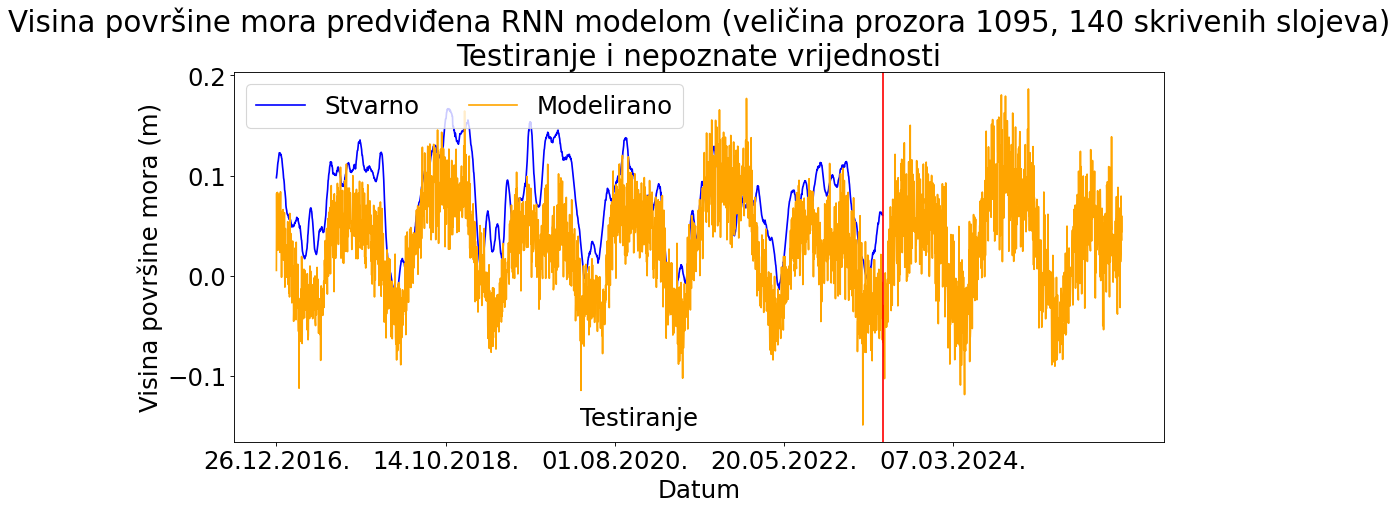 Visina površine mora predviđena RNN modelom (veličina prozora 1095, 140 skrivenih slojeva)
Testiranje i nepoznate vrijednosti
Stvarno
Modelirano
Visina površine mora (m)
0.2
0.1
0.0
−0.1
Testiranje
26.12.2016.
14.10.2018.
01.08.2020.
20.05.2022.
07.03.2024.
Datum